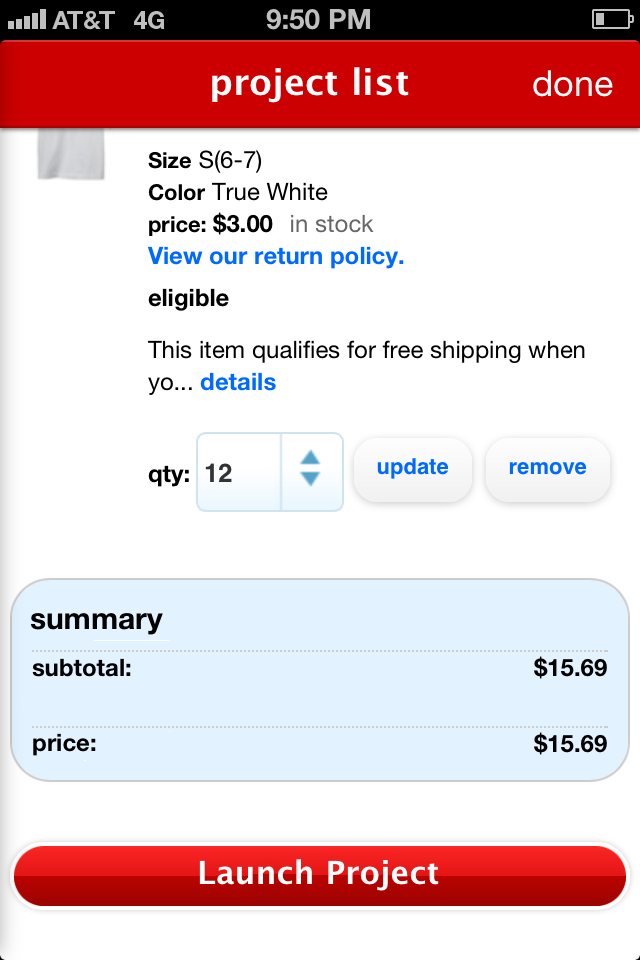 AT&T 4G 9:50 PM
project list done
Size S(6-7)
Color True White
price: $3.00 in stock
View our return policy.
eligible
This item qualifies for free shipping when
yo... details
qty: 12 update remove
summary
subtotal: $15.69
price: $15.69
Launch Project